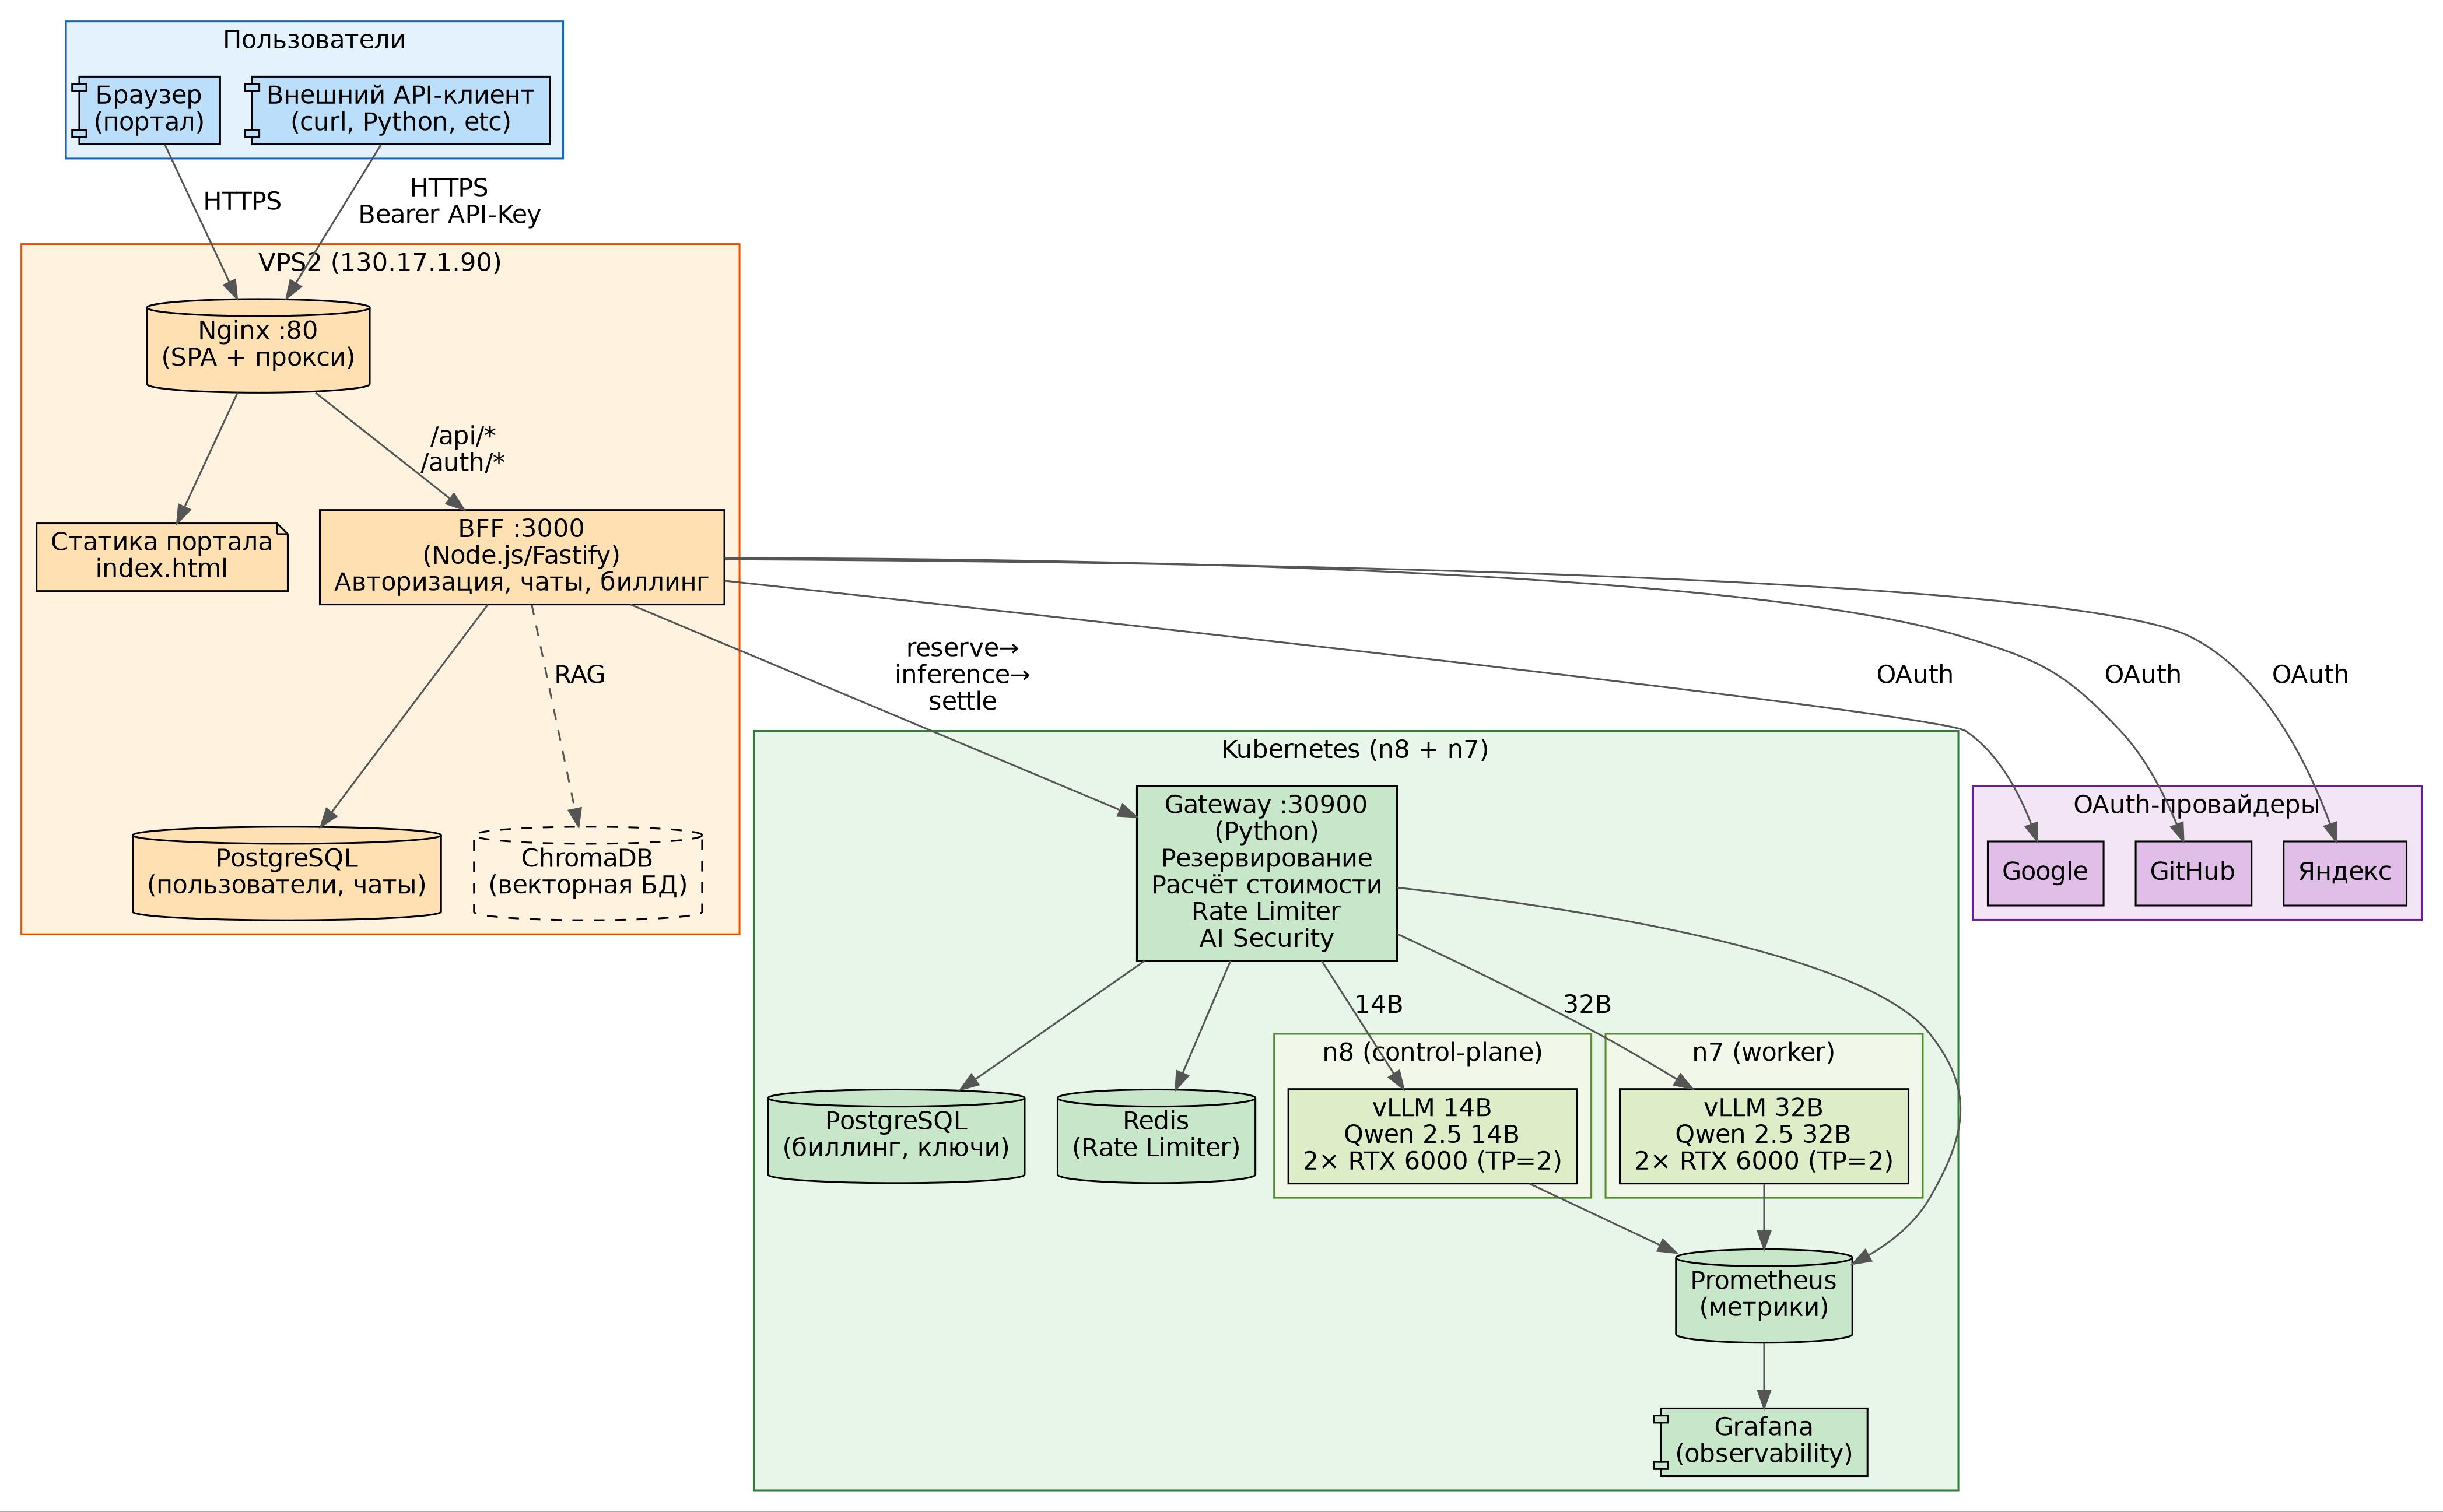 Пользователи
Браузер
(портал)
Внешний API-клиент
(curl, Python, etc)
HTTPS
HTTPS
Bearer API-Key
VPS2 (130.17.1.90)
Nginx :80
(SPA + прокси)
/api/*
/auth/*
Статика портала
index.html
BFF :3000
(Node.js/Fastify)
Авторизация, чаты, биллинг
RAG
reserve→
inference→
settle
OAuth
OAuth
OAuth
PostgreSQL
(пользователи, чаты)
ChromaDB
(векторная БД)
Kubernetes (n8 + n7)
Gateway :30900
(Python)
Резервирование
Расчёт стоимости
Rate Limiter
AI Security
OAuth-провайдеры
Google
GitHub
Яндекс
14B
32B
PostgreSQL
(биллинг, ключи)
Redis
(Rate Limiter)
n8 (control-plane)
vLLM 14B
Qwen 2.5 14B
2× RTX 6000 (TP=2)
n7 (worker)
vLLM 32B
Qwen 2.5 32B
2× RTX 6000 (TP=2)
Prometheus
(метрики)
Grafana
(observability)